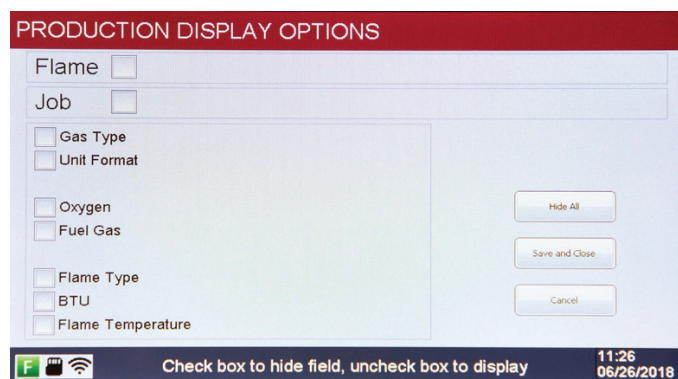 PRODUCTION DISPLAY OPTIONS
Flame
Job
Gas Type
Unit Format
Oxygen
Fuel Gas
Flame Type
BTU
Flame Temperature
Hide All
Save and Close
Cancel
F
Check box to hide field, uncheck box to display
11:26
06/26/2018